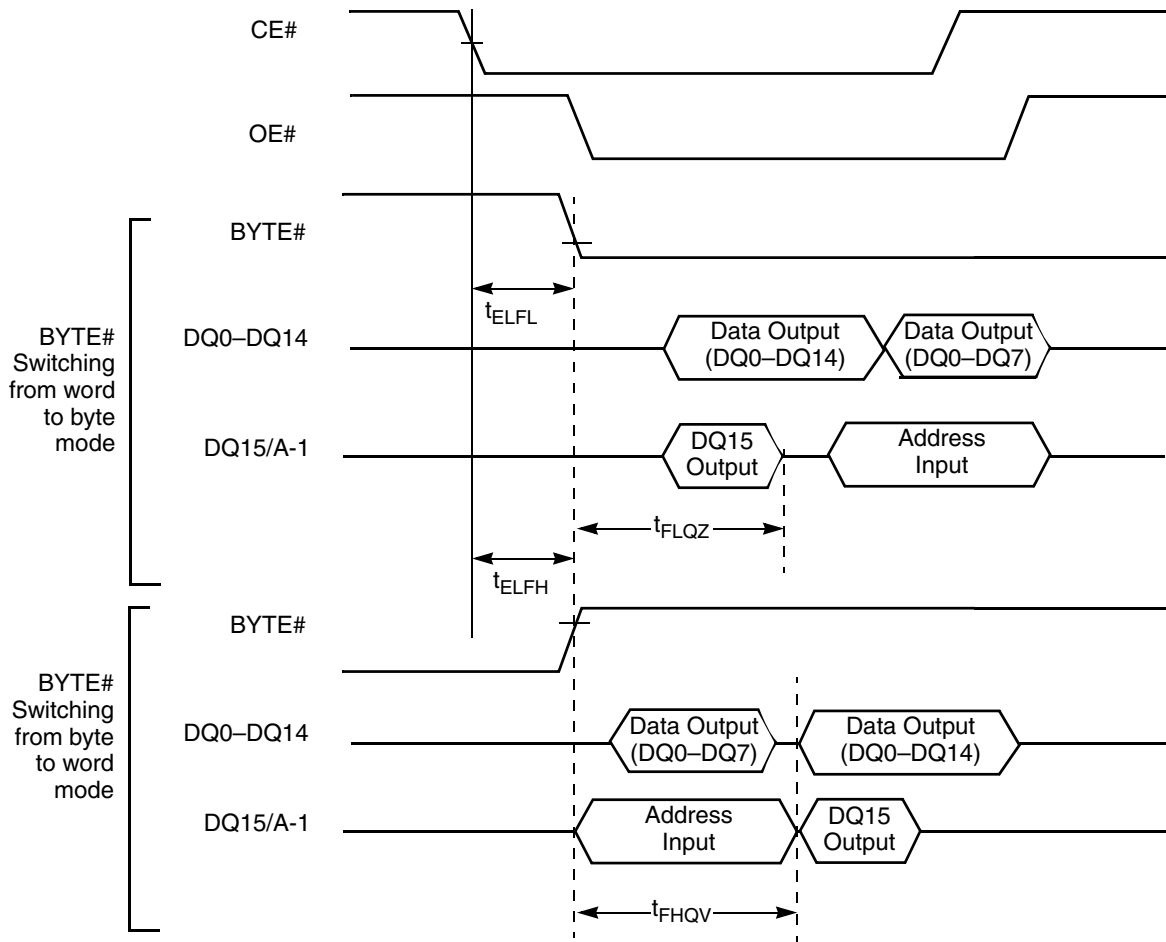 CE#
OE#
BYTE#
tELFL
BYTE#
Switching
from word
to byte
mode
DQ0–DQ14
Data Output
(DQ0–DQ14)
Data Output
(DQ0–DQ7)
DQ15/A-1
DQ15
Output
Address
Input
tFLQZ
tELFH
BYTE#
BYTE#
Switching
from byte
to word
mode
DQ0–DQ14
Data Output
(DQ0–DQ7)
Data Output
(DQ0–DQ14)
DQ15/A-1
Address
Input
DQ15
Output
tFHQV